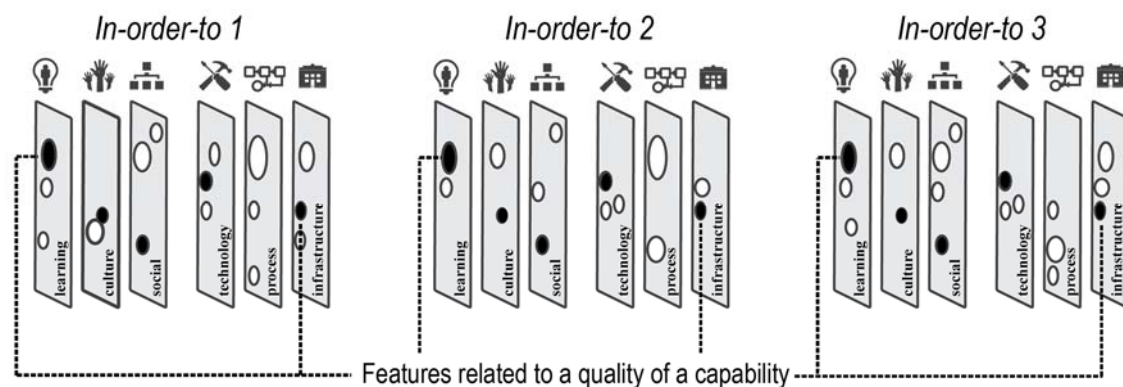 In-order-to 1
In-order-to 2
In-order-to 3
learning
culture
social
technology
process
infrastructure
learning
culture
social
technology
process
infrastructure
learning
culture
social
technology
process
infrastructure
Features related to a quality of a capability